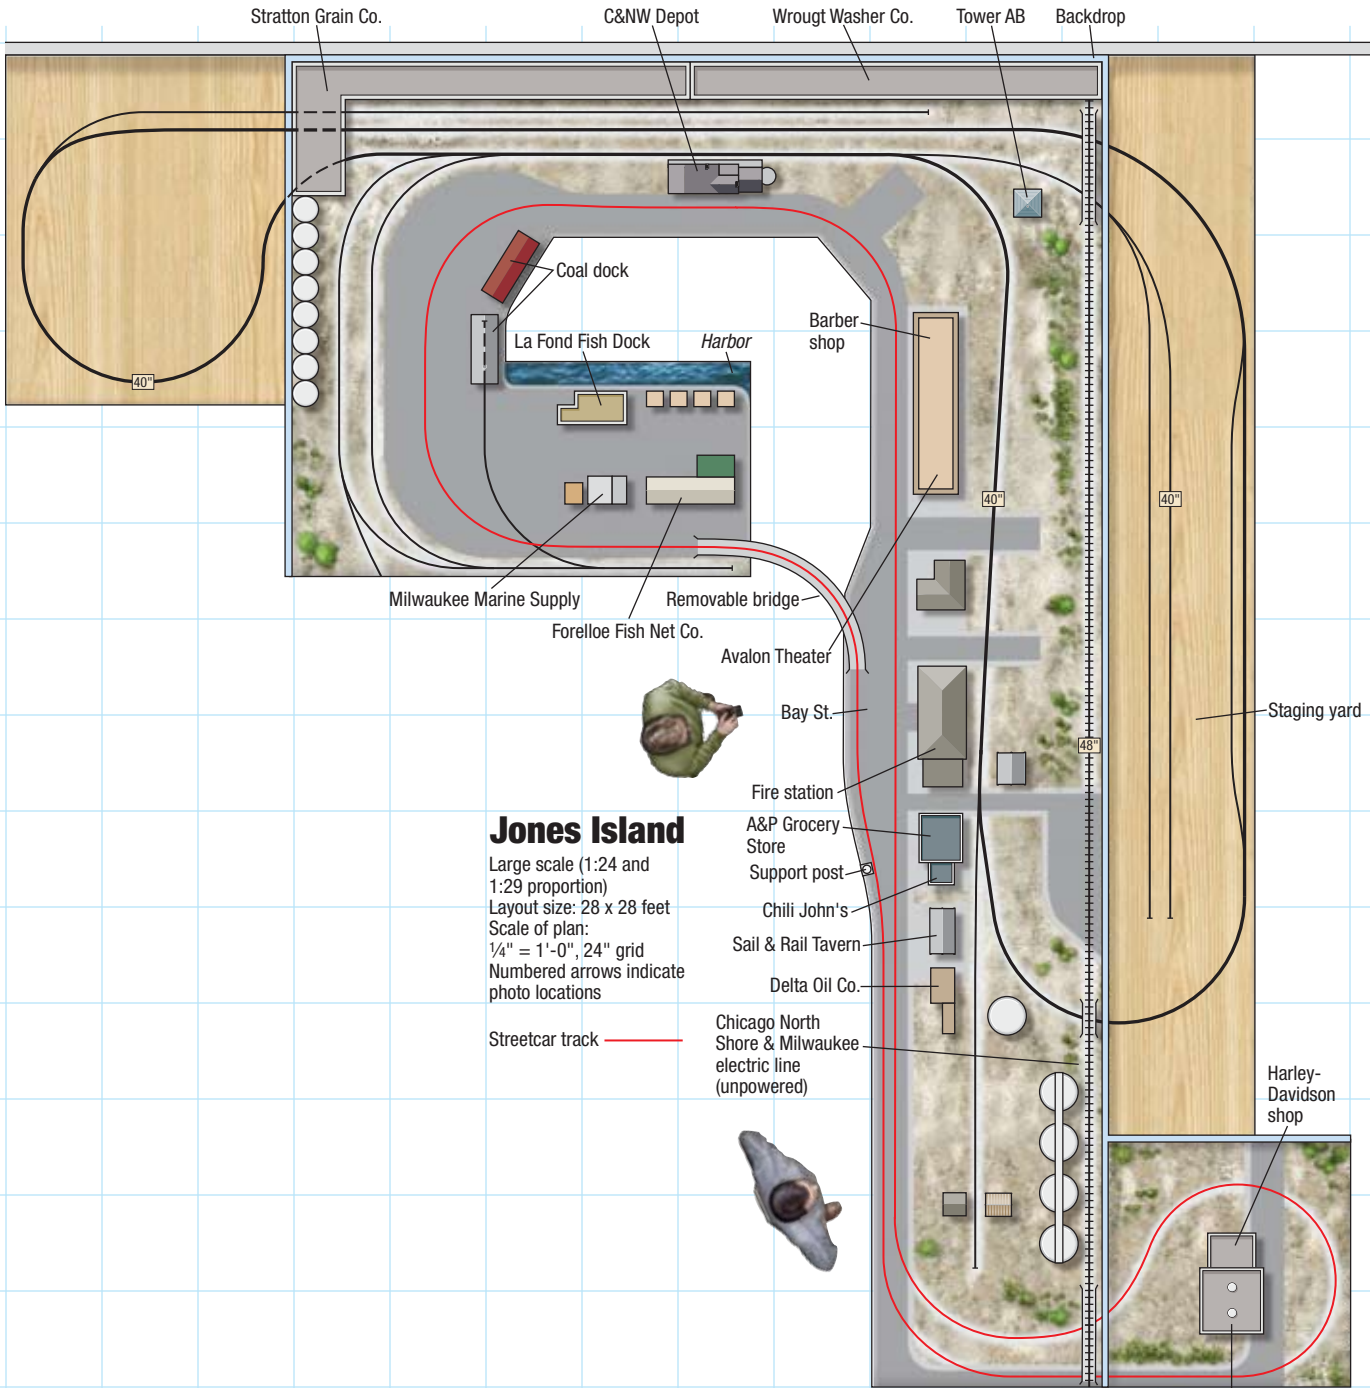 Stratton Grain Co.
C&NW Depot
Wrougt Washer Co.
Tower AB
Backdrop
Coal dock
La Fond Fish Dock
Harbor
Barber
shop
40"
40"
40"
Milwaukee Marine Supply
Removable bridge
Forelloe Fish Net Co.
Avalon Theater
Bay St.
Staging yard
48"
Fire station
Jones Island
Large scale (1:24 and
1:29 proportion)
Layout size: 28 x 28 feet
Scale of plan:
¼" = 1'-0", 24" grid
Numbered arrows indicate
photo locations
Streetcar track
A&P Grocery
Store
Support post
Chili John's
Sail & Rail Tavern
Delta Oil Co.
Chicago North
Shore & Milwaukee
electric line
(unpowered)
Harley-
Davidson
shop